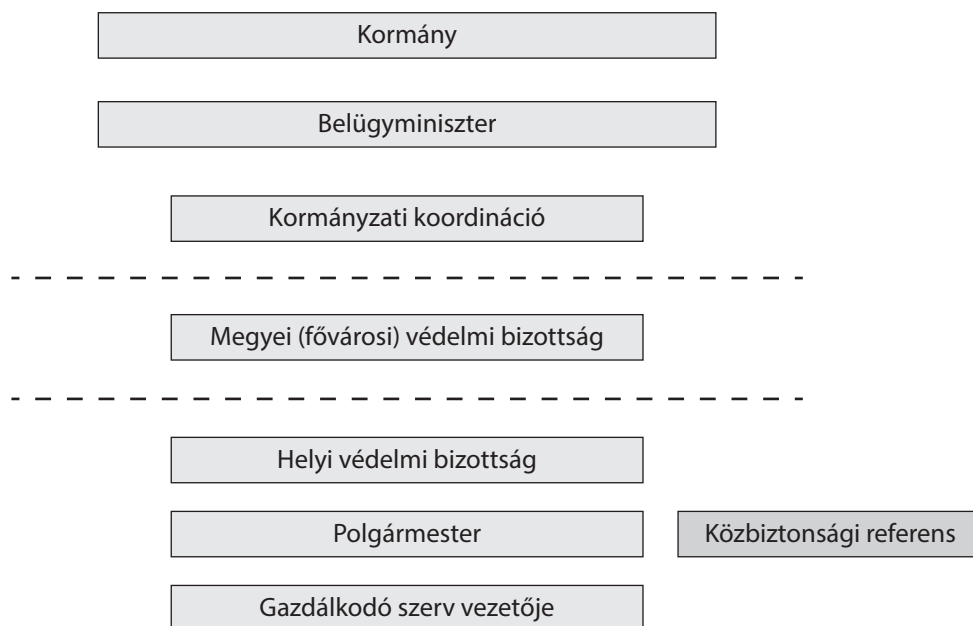 Kormány
Belügyminiszter
Kormányzati koordináció
Megyei (fővárosi) védelmi bizottság
Helyi védelmi bizottság
Polgármester
Közbiztonsági referens
Gazdálkodó szerv vezetője